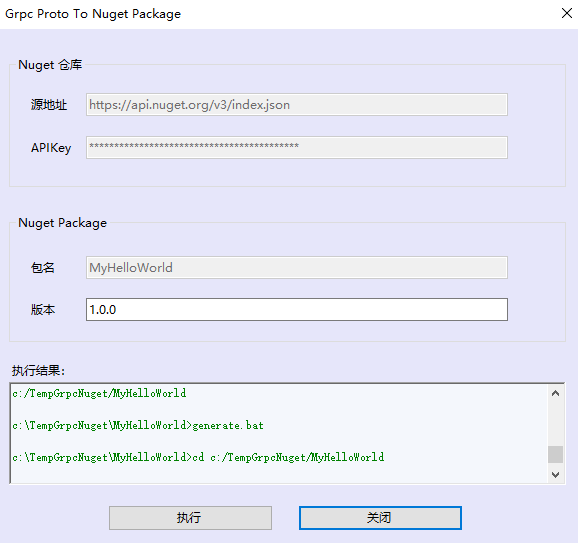 Grpc Proto To Nuget Package
Nuget 仓库
源地址 https://api.nuget.org/v3/index.json
APIKey ******************************************
Nuget Package
包名 MyHelloWorld
版本 1.0.0
执行结果:
c:/TempGrpcNuget/MyHelloWorld
c:\TempGrpcNuget\MyHelloWorld>generate.bat
c:\TempGrpcNuget\MyHelloWorld>cd c:/TempGrpcNuget/MyHelloWorld
执行 关闭